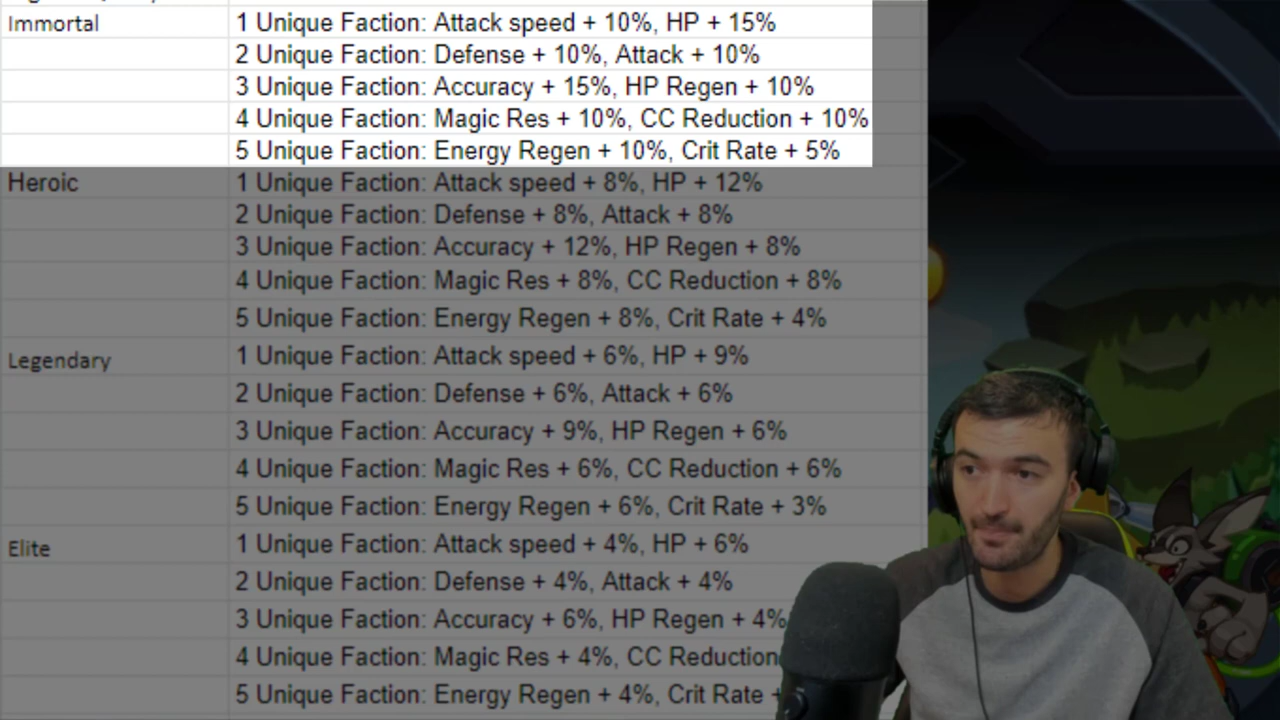 Immortal
1 Unique Faction: Attack speed + 10%, HP + 15%
2 Unique Faction: Defense + 10%, Attack + 10%
3 Unique Faction: Accuracy + 15%, HP Regen + 10%
4 Unique Faction: Magic Res + 10%, CC Reduction + 10%
5 Unique Faction: Energy Regen + 10%, Crit Rate + 5%
Heroic
1 Unique Faction: Attack speed + 8%, HP + 12%
2 Unique Faction: Defense + 8%, Attack + 8%
3 Unique Faction: Accuracy + 12%, HP Regen + 8%
4 Unique Faction: Magic Res + 8%, CC Reduction + 8%
5 Unique Faction: Energy Regen + 8%, Crit Rate + 4%
Legendary
1 Unique Faction: Attack speed + 6%, HP + 9%
2 Unique Faction: Defense + 6%, Attack + 6%
3 Unique Faction: Accuracy + 9%, HP Regen + 6%
4 Unique Faction: Magic Res + 6%, CC Reduction + 6%
5 Unique Faction: Energy Regen + 6%, Crit Rate + 3%
Elite
1 Unique Faction: Attack speed + 4%, HP + 6%
2 Unique Faction: Defense + 4%, Attack + 4%
3 Unique Faction: Accuracy + 6%, HP Regen + 4%
4 Unique Faction: Magic Res + 4%, CC Reduction
5 Unique Faction: Energy Regen + 4%, Crit Rate +